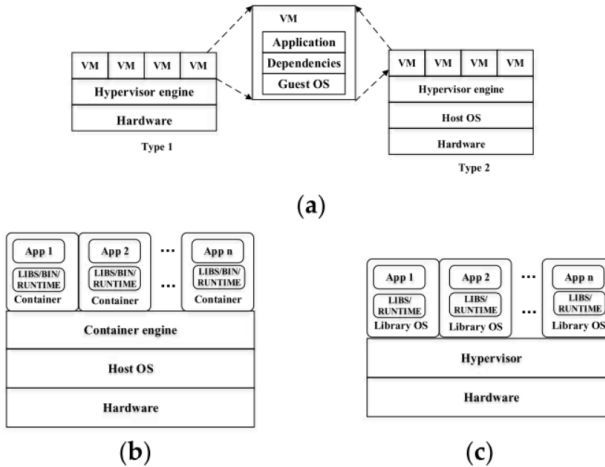 VM
Application
Dependencies
Guest OS
VM VM VM VM
Hypervisor engine
Hardware
Type 1
VM VM VM VM
Hypervisor engine
Host OS
Hardware
Type 2
(a)
App 1 App 2 ... App n
LIBS/BIN/ LIBS/BIN/ ... LIBS/BIN/
RUNTIME RUNTIME RUNTIME
Container Container Container
Container engine
Host OS
Hardware
(b)
App 1 App 2 ... App n
LIBS/ LIBS/ ... LIBS/
RUNTIME RUNTIME RUNTIME
Library OS Library OS Library OS
Hypervisor
Hardware
(c)